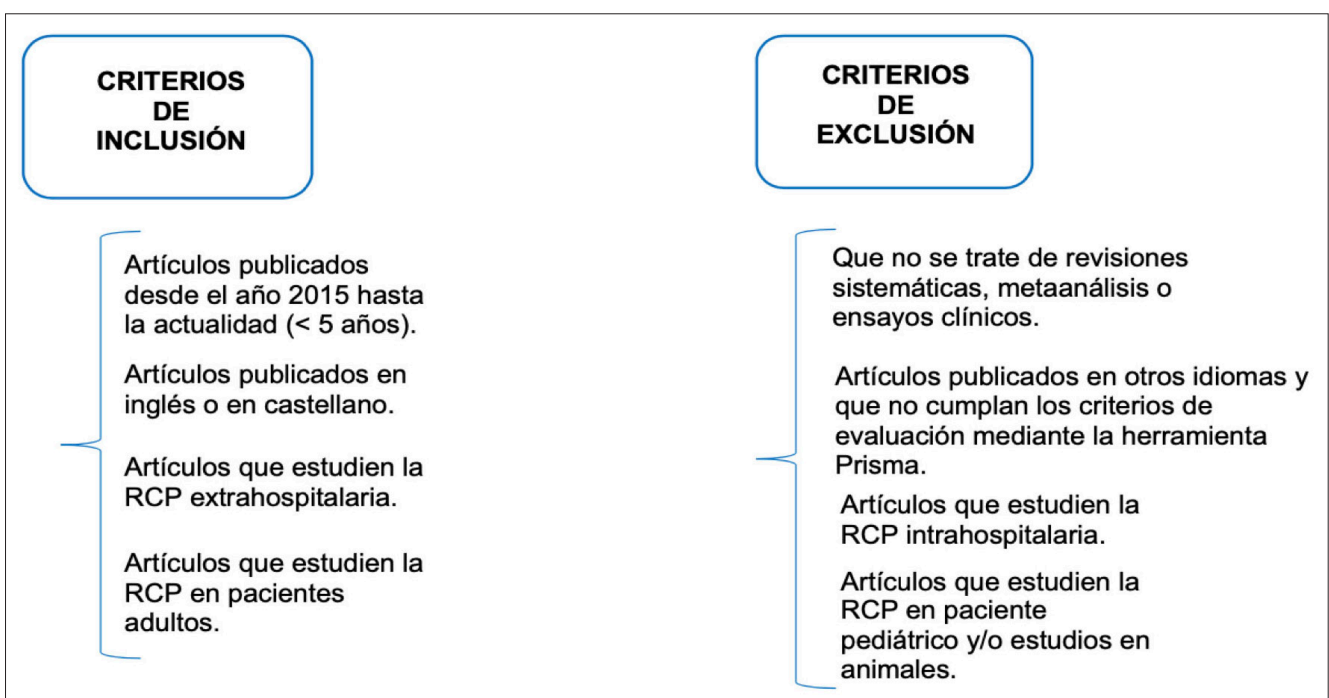 CRITERIOS
DE
INCLUSIÓN
Artículos publicados
desde el año 2015 hasta
la actualidad (< 5 años).
Artículos publicados en
inglés o en castellano.
Artículos que estudien la
RCP extrahospitalaria.
Artículos que estudien la
RCP en pacientes
adultos.
CRITERIOS
DE
EXCLUSIÓN
Que no se trate de revisiones
sistemáticas, metaanálisis o
ensayos clínicos.
Artículos publicados en otros idiomas y
que no cumplan los criterios de
evaluación mediante la herramienta
Prisma.
Artículos que estudien la
RCP intrahospitalaria.
Artículos que estudien la
RCP en paciente
pediátrico y/o estudios en
animales.